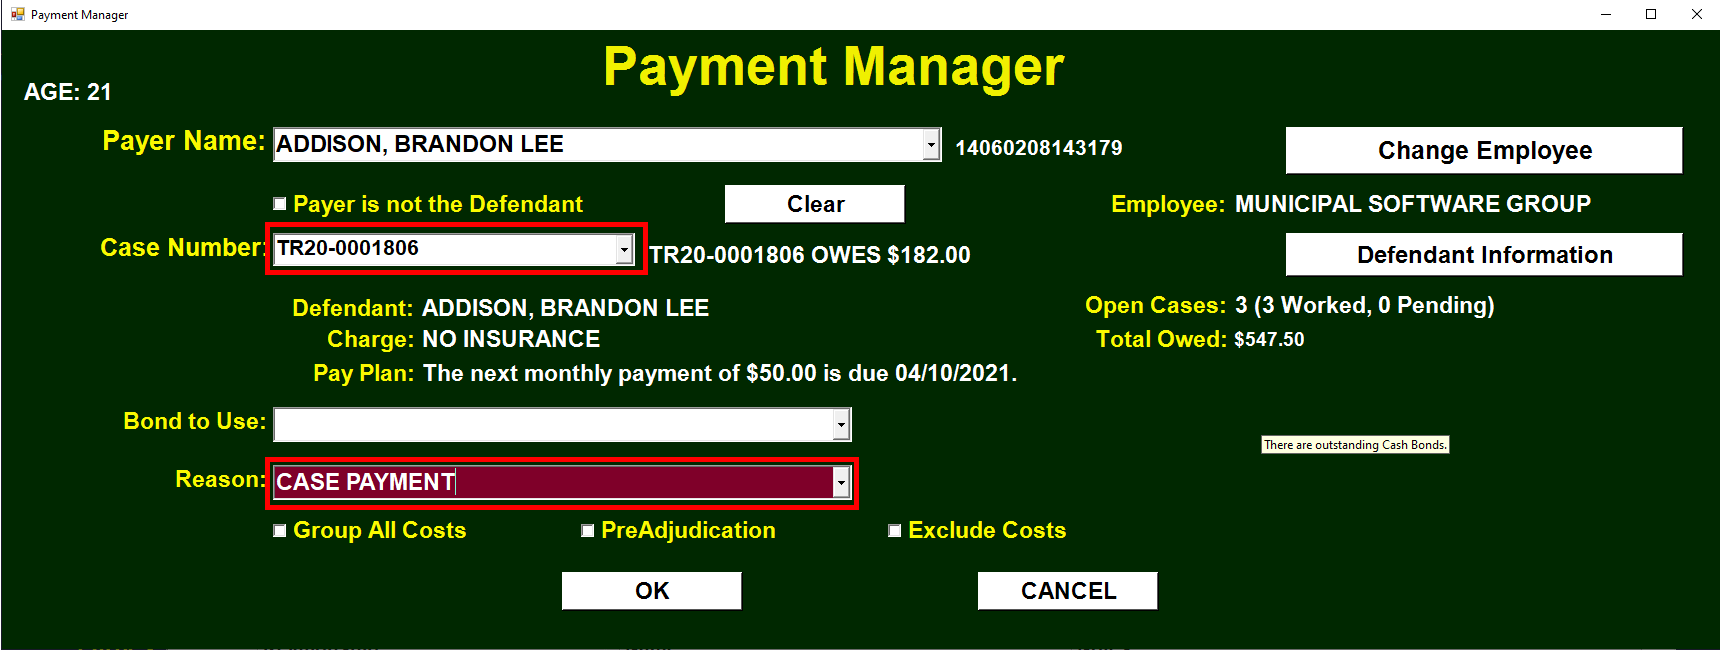 Payment Manager
Payment Manager
AGE: 21
Payer Name: ADDISON, BRANDON LEE 14060208143179 Change Employee
Payer is not the Defendant Clear Employee: MUNICIPAL SOFTWARE GROUP
Case Number: TR20-0001806 TR20-0001806 OWES $182.00 Defendant Information
Defendant: ADDISON, BRANDON LEE Open Cases: 3 (3 Worked, 0 Pending)
Charge: NO INSURANCE Total Owed: $547.50
Pay Plan: The next monthly payment of $50.00 is due 04/10/2021.
Bond to Use:
There are outstanding Cash Bonds.
Reason: CASE PAYMENT
Group All Costs PreAdjudication Exclude Costs
OK CANCEL